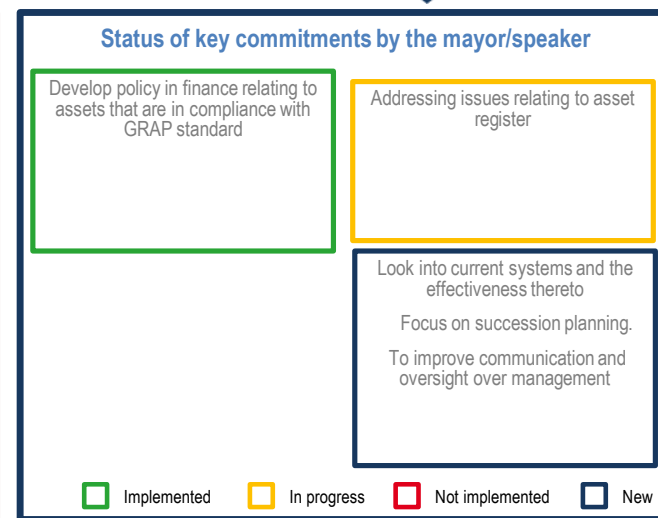 Status of key commitments by the mayor/speaker
Develop policy in finance relating to
assets that are in compliance with
GRAP standard
Addressing issues relating to asset
register
Look into current systems and the
effectiveness thereto
Focus on succession planning.
To improve communication and
oversight over management
Implemented
In progress
Not implemented
New